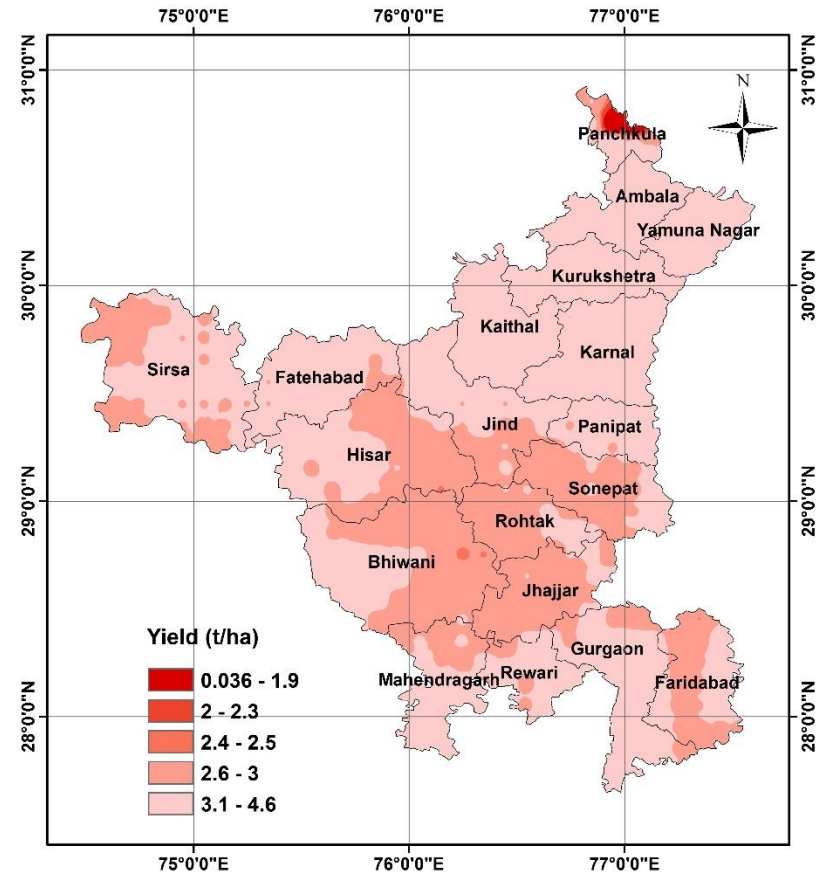 75°0'0"E 76°0'0"E 77°0'0"E
31°0'0"N 31°0'0"N
N
Panchkula
Ambala
Yamuna Nagar
Kurukshetra
30°0'0"N 30°0'0"N
Kaithal
Karnal
Sirsa
Fatehabad
Jind
Panipat
Hisar
Sonepat
29°0'0"N 29°0'0"N
Rohtak
Bhiwani
Jhajjar
Yield (t/ha)
Gurgaon
Rewari
Mahendragarh
Faridabad
0.036 - 1.9
2 - 2.3
28°0'0"N 28°0'0"N
2.4 - 2.5
2.6 - 3
3.1 - 4.6
75°0'0"E 76°0'0"E 77°0'0"E